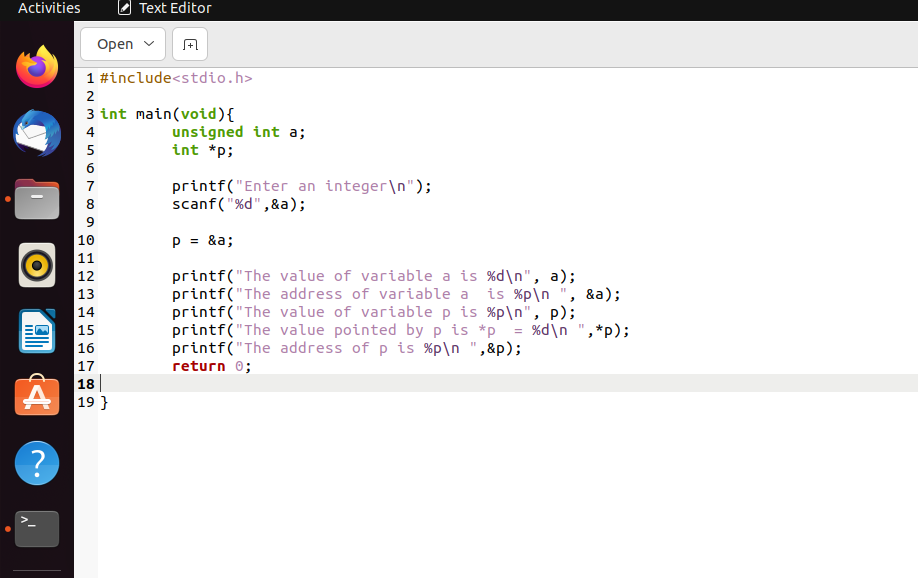 Activities Text Editor
Open
1 #include<stdio.h>
2
3 int main(void){
4         unsigned int a;
5         int *p;
6
7         printf("Enter an integer\n");
8         scanf("%d",&a);
9
10         p = &a;
11
12         printf("The value of variable a is %d\n", a);
13         printf("The address of variable a  is %p\n ", &a);
14         printf("The value of variable p is %p\n", p);
15         printf("The value pointed by p is *p  = %d\n ",*p);
16         printf("The address of p is %p\n ",&p);
17         return 0;
18
19 }